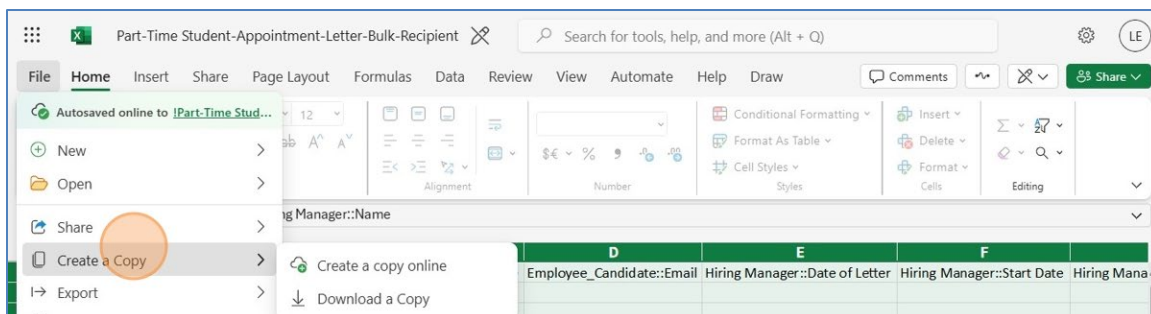 Part-Time Student-Appointment-Letter-Bulk-Recipient Search for tools, help, and more (Alt + Q) LE
File Home Insert Share Page Layout Formulas Data Review View Automate Help Draw Comments Share
Autosaved online to !Part-Time Stud... 12 Conditional Formatting Insert
New ab A^ A˅ $€ % 9 Format As Table Delete
Open Cell Styles Format
Alignment Number Styles Cells Editing
Share ng Manager::Name
Create a Copy Create a copy online D E F
Employee_Candidate::Email Hiring Manager::Date of Letter Hiring Manager::Start Date Hiring Mana
Export Download a Copy